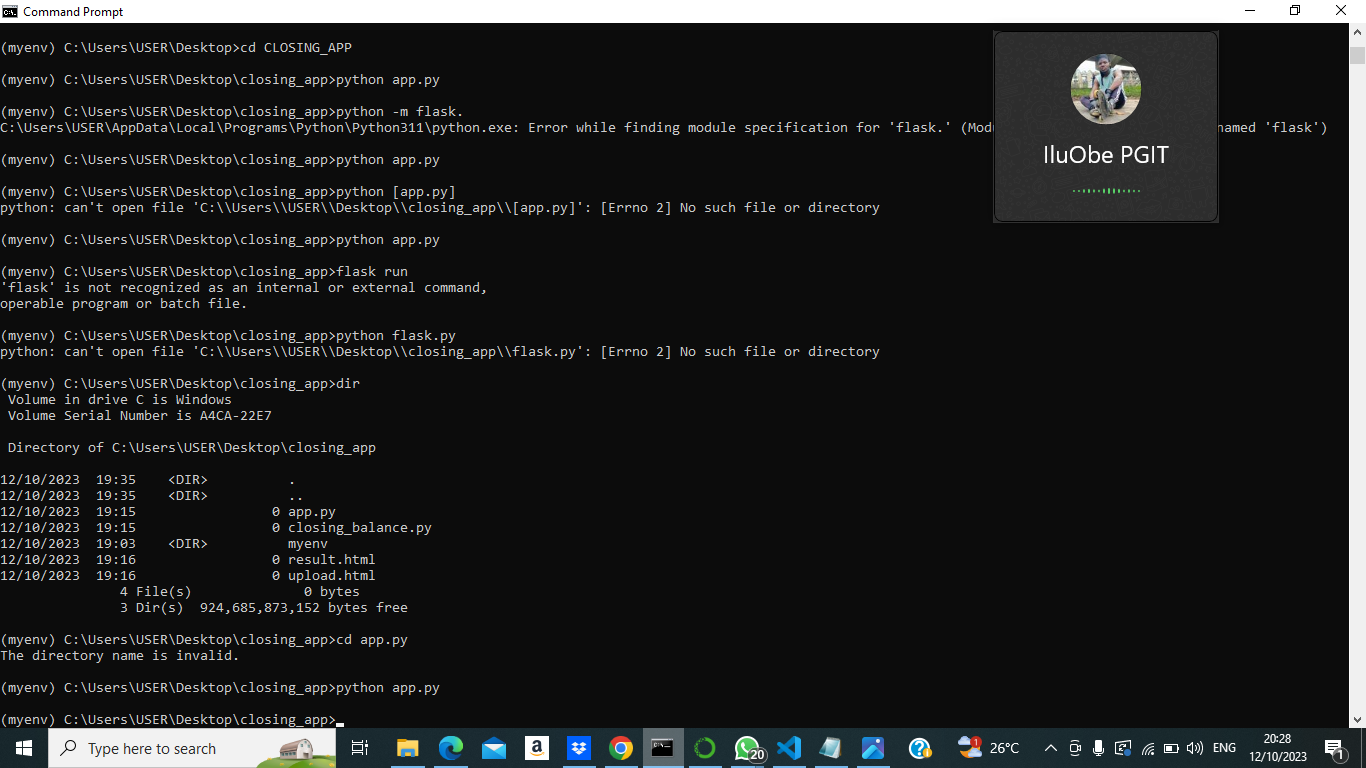 Command Prompt
(myenv) C:\Users\USER\Desktop>cd CLOSING_APP
(myenv) C:\Users\USER\Desktop\closing_app>python app.py
(myenv) C:\Users\USER\Desktop\closing_app>python -m flask.
C:\Users\USER\AppData\Local\Programs\Python\Python311\python.exe: Error while finding module specification for 'flask.' (Modu named 'flask')
(myenv) C:\Users\USER\Desktop\closing_app>python app.py
(myenv) C:\Users\USER\Desktop\closing_app>python [app.py]
python: can't open file 'C:\\Users\\USER\\Desktop\\closing_app\\[app.py]': [Errno 2] No such file or directory
(myenv) C:\Users\USER\Desktop\closing_app>python app.py
(myenv) C:\Users\USER\Desktop\closing_app>flask run
'flask' is not recognized as an internal or external command,
operable program or batch file.
(myenv) C:\Users\USER\Desktop\closing_app>python flask.py
python: can't open file 'C:\\Users\\USER\\Desktop\\closing_app\\flask.py': [Errno 2] No such file or directory
(myenv) C:\Users\USER\Desktop\closing_app>dir
Volume in drive C is Windows
Volume Serial Number is A4CA-22E7
Directory of C:\Users\USER\Desktop\closing_app
12/10/2023 19:35 <DIR> .
12/10/2023 19:35 <DIR> ..
12/10/2023 19:15 0 app.py
12/10/2023 19:15 0 closing_balance.py
12/10/2023 19:03 <DIR> myenv
12/10/2023 19:16 0 result.html
12/10/2023 19:16 0 upload.html
4 File(s) 0 bytes
3 Dir(s) 924,685,873,152 bytes free
(myenv) C:\Users\USER\Desktop\closing_app>cd app.py
The directory name is invalid.
(myenv) C:\Users\USER\Desktop\closing_app>python app.py
(myenv) C:\Users\USER\Desktop\closing_app>
IluObe PGIT
Type here to search
20
1
26°C
ENG
20:28
12/10/2023
1